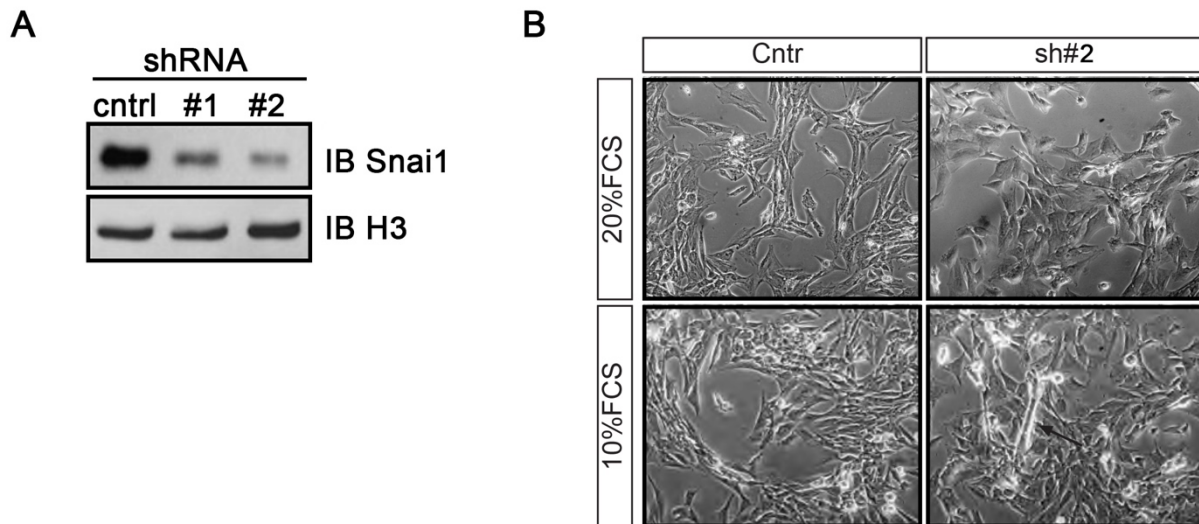 A
shRNA
cntrl #1 #2
IB Snai1
IB H3
B
Cntr sh#2
20%FCS
10%FCS